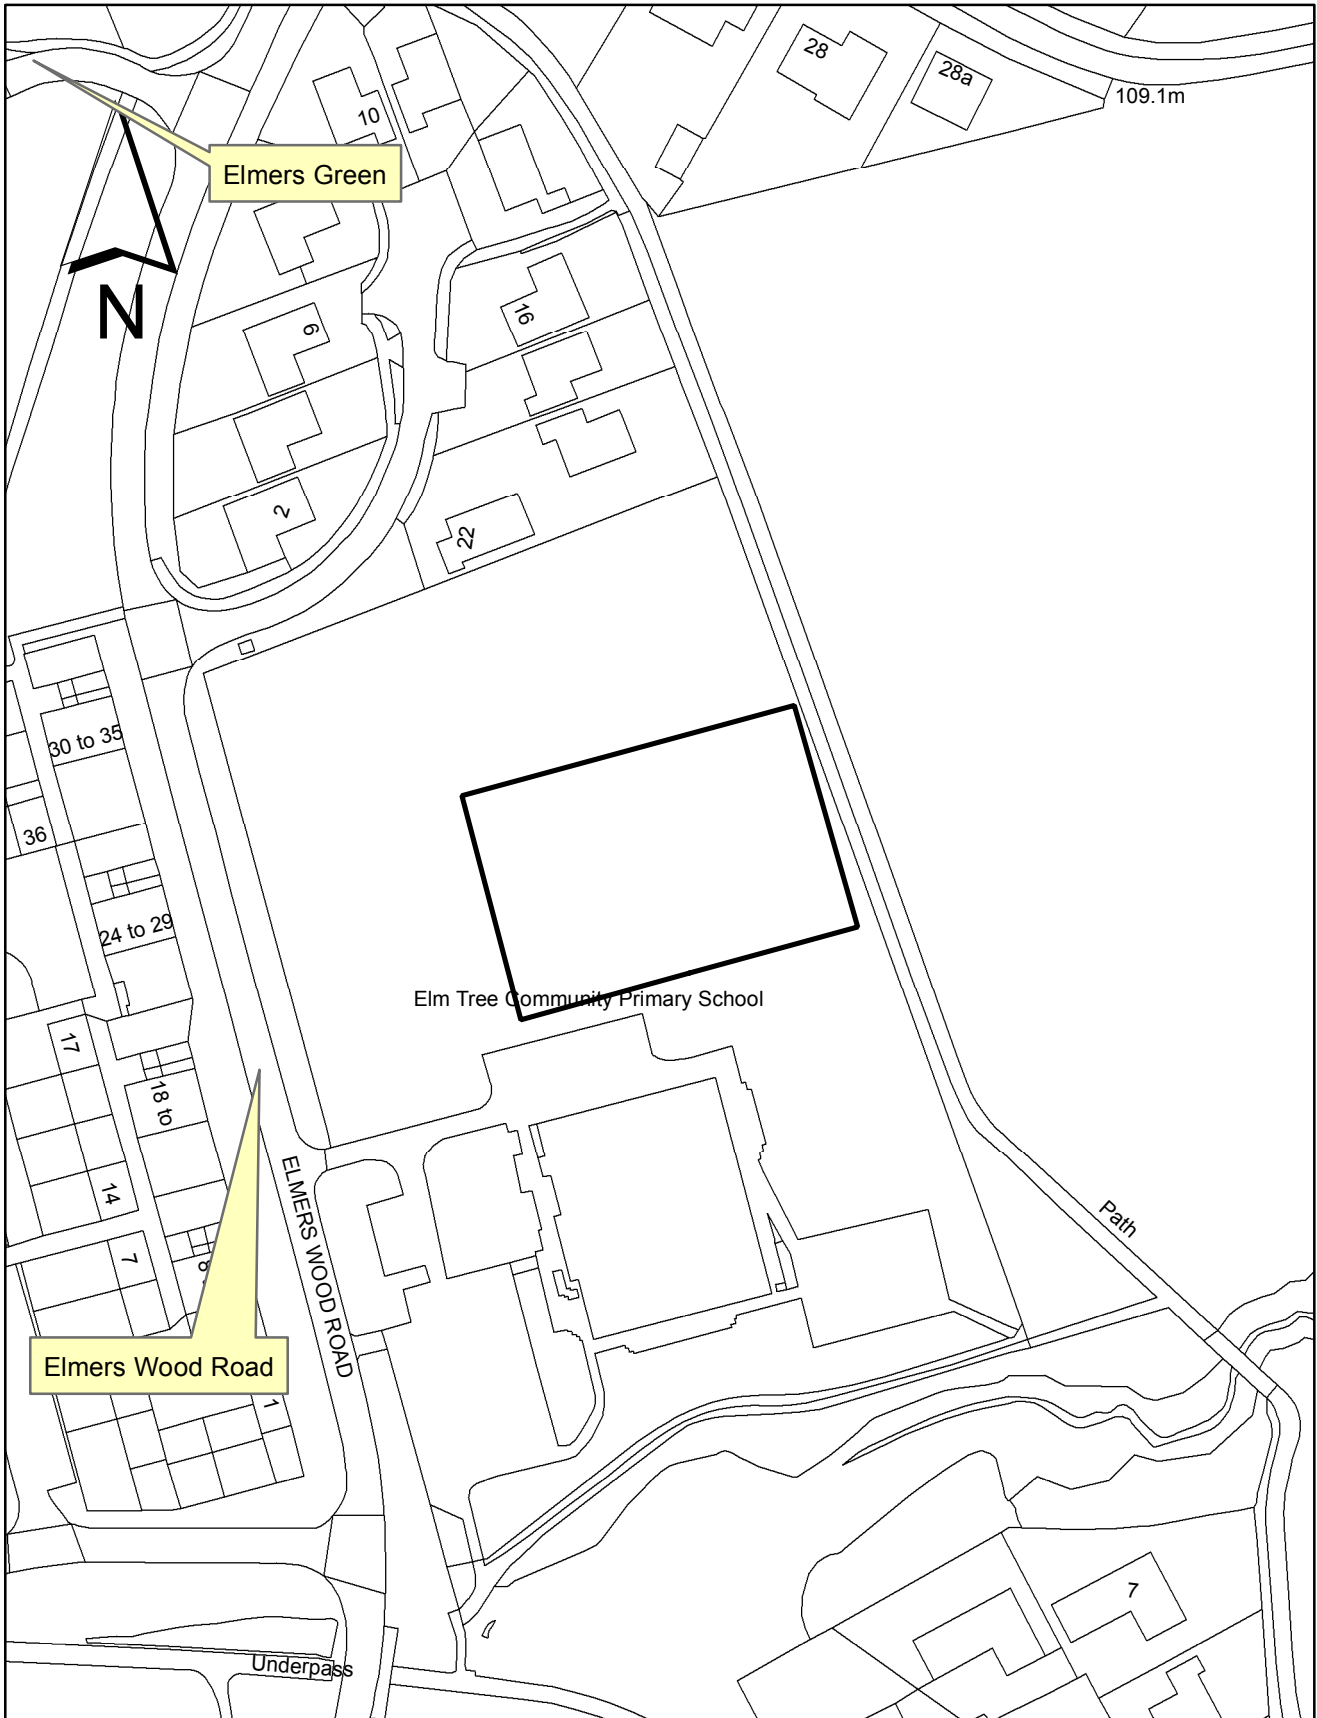 28
28a
109.1m
10
Elmers Green
N
6
16
2
22
30 to 35
36
24 to 29
Elm Tree Community Primary School
17
18 to
14
ELMERS WOOD ROAD
Path
7
8
Elmers Wood Road
1
7
Underpass